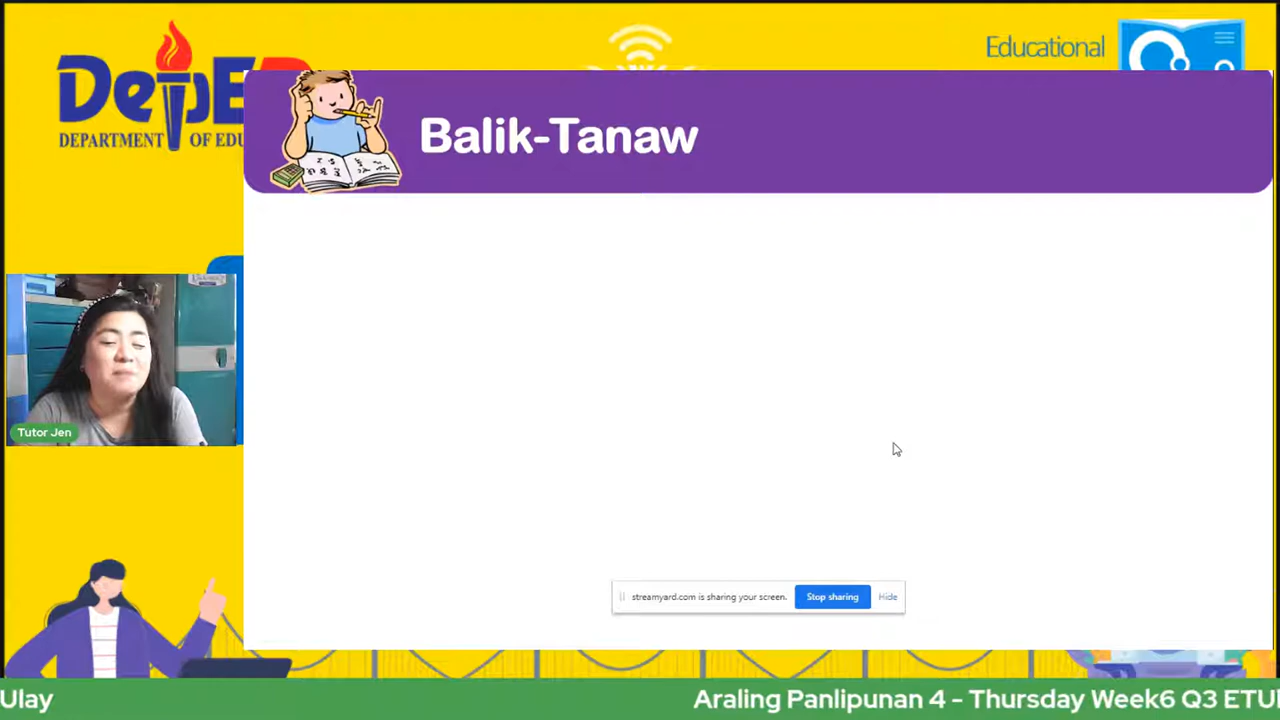 DepED
DEPARTMENT OF EDU
Educational
Balik-Tanaw
Tutor Jen
streamyard.com is sharing your screen.
Stop sharing
Hide
Ulay
Araling Panlipunan 4 - Thursday Week6 Q3 ETU